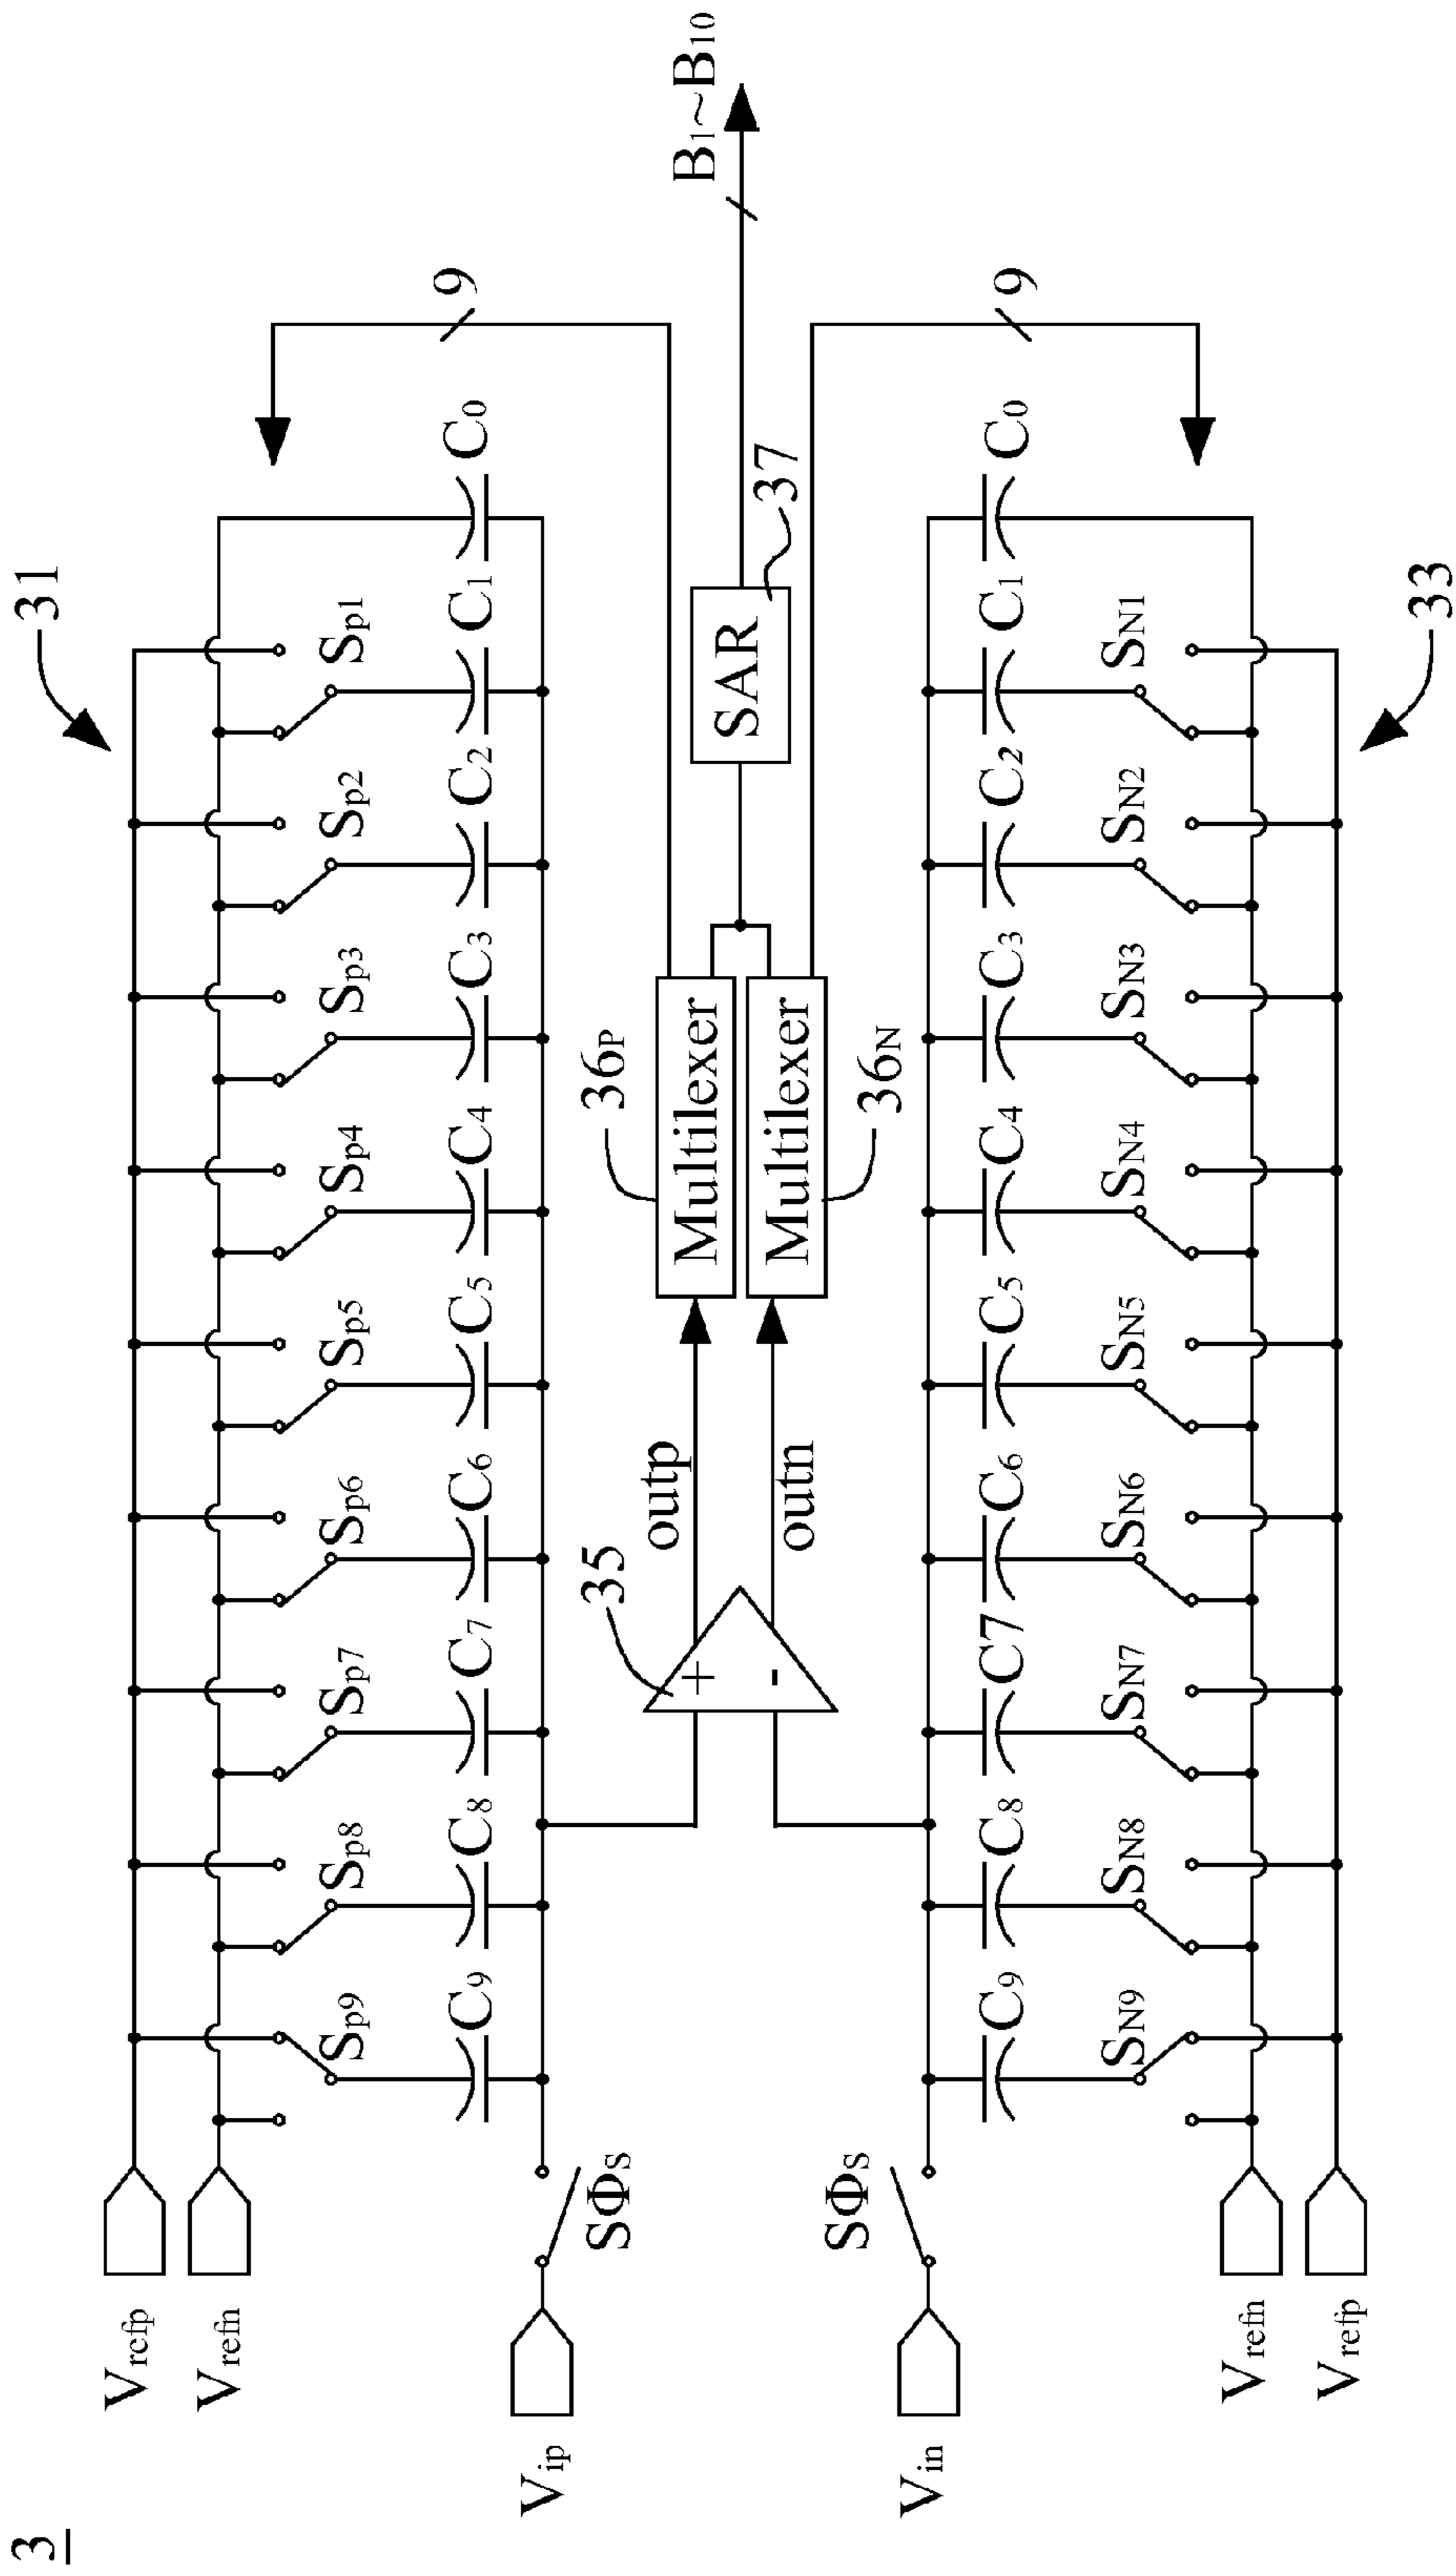 3
31
Vrefp
Vrefn
Sp9
Sp8
Sp7
Sp6
Sp5
Sp4
Sp3
Sp2
Sp1
9
C9
C8
C7
C6
C5
C4
C3
C2
C1
C0
Vip
SΦS
35
+
-
outp
outn
36P
Multilexer
Multilexer
36N
SAR
37
B1~B10
Vin
SΦS
C9
C8
C7
C6
C5
C4
C3
C2
C1
C0
9
SN9
SN8
SN7
SN6
SN5
SN4
SN3
SN2
SN1
Vrefn
Vrefp
33